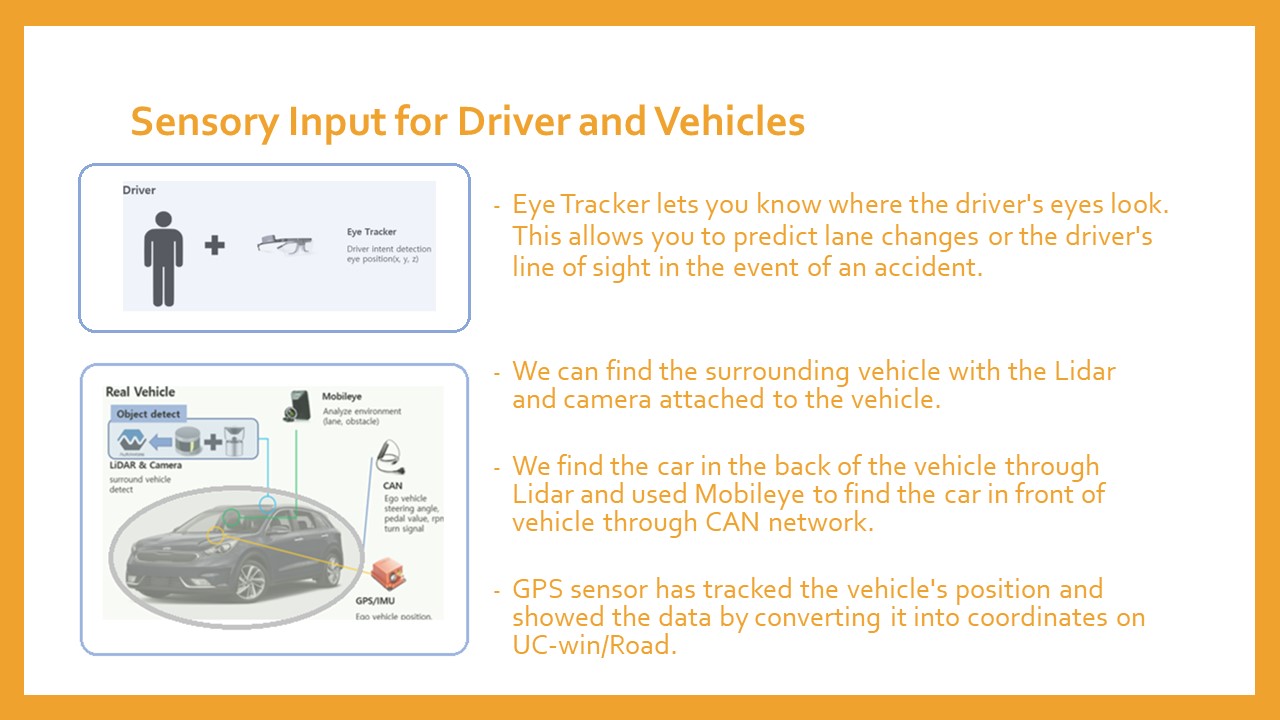 Sensory Input for Driver and Vehicles
Driver
Eye Tracker
Driver intent detection
eye position(x, y, z)
- Eye Tracker lets you know where the driver's eyes look.
This allows you to predict lane changes or the driver's
line of sight in the event of an accident.
Real Vehicle
Object detect
LiDAR & Camera
surround vehicle
detect
Mobileye
Analyze environment
(lane, obstacle)
CAN
Ego vehicle
steering angle,
pedal value, rpm
turn signal
GPS/IMU
Ego vehicle position,
- We can find the surrounding vehicle with the Lidar
and camera attached to the vehicle.
- We find the car in the back of the vehicle through
Lidar and used Mobileye to find the car in front of
vehicle through CAN network.
- GPS sensor has tracked the vehicle's position and
showed the data by converting it into coordinates on
UC-win/Road.